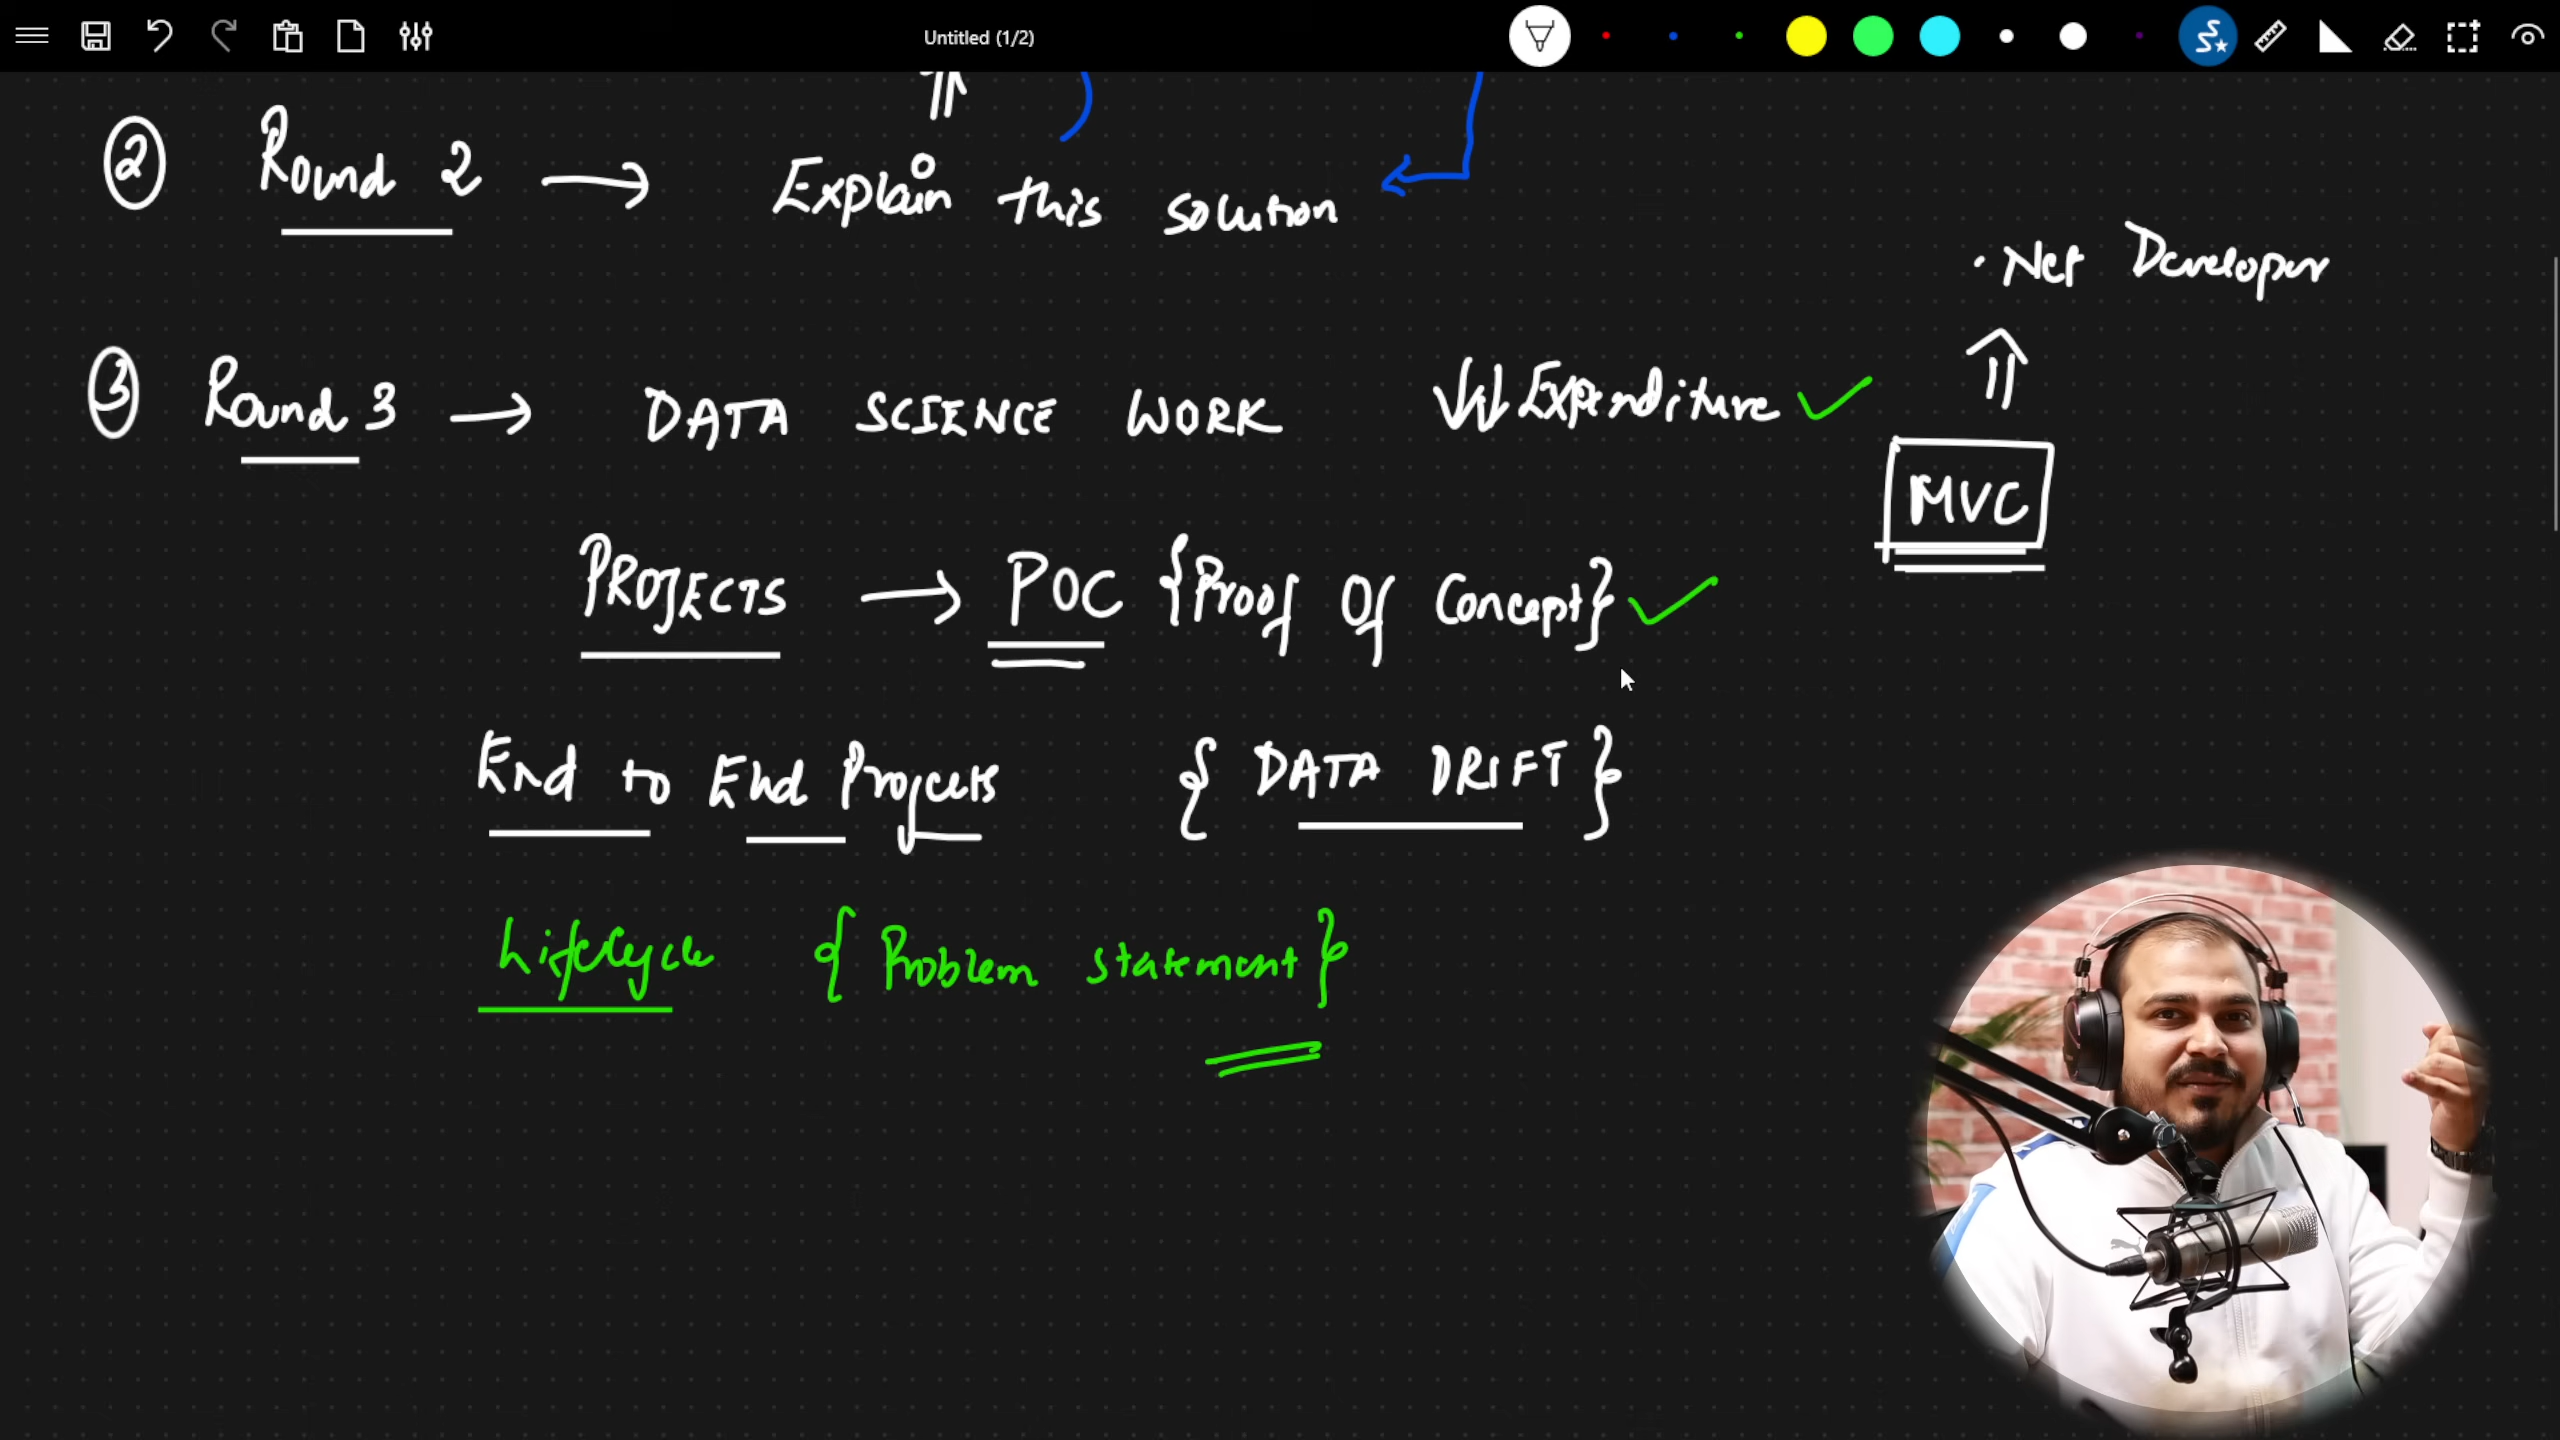 Untitled (1/2)
② Round 2 → Explain this solution
. Net Developer
③ Round 3 → DATA SCIENCE WORK ↓↓↓ Expenditure ✓
MVC
PROJECTS → POC {Proof Of Concept} ✓
End to End Projects { DATA DRIFT }
Lifecycle { Problem statement }